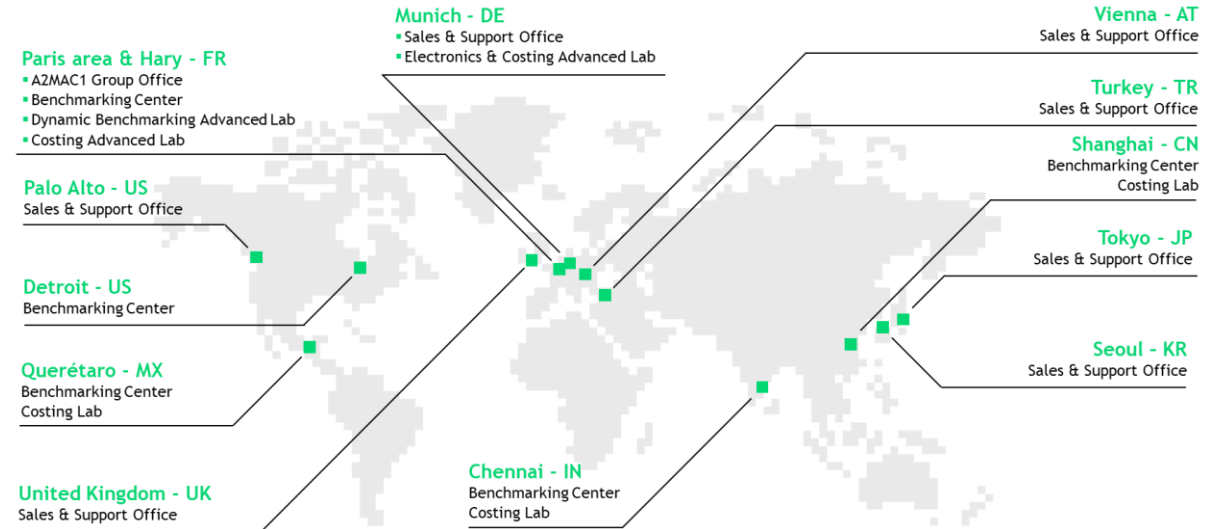 Munich - DE
▪ Sales & Support Office
▪ Electronics & Costing Advanced Lab
Vienna - AT
Sales & Support Office
Paris area & Hary - FR
▪ A2MAC1 Group Office
▪ Benchmarking Center
▪ Dynamic Benchmarking Advanced Lab
▪ Costing Advanced Lab
Turkey - TR
Sales & Support Office
Shanghai - CN
Benchmarking Center
Costing Lab
Palo Alto - US
Sales & Support Office
Tokyo - JP
Sales & Support Office
Detroit - US
Benchmarking Center
Seoul - KR
Sales & Support Office
Querétaro - MX
Benchmarking Center
Costing Lab
Chennai - IN
Benchmarking Center
Costing Lab
United Kingdom - UK
Sales & Support Office